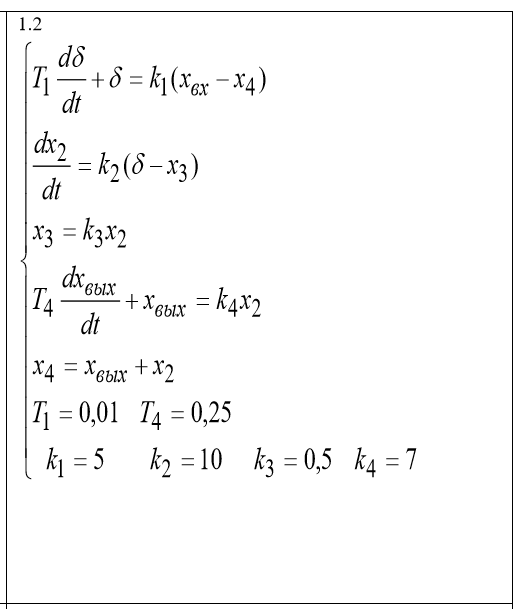 1.2
T₁ dδ/dt + δ = k₁(xвх − x₄)
dx₂/dt = k₂(δ − x₃)
x₃ = k₃x₂
T₄ dxвых/dt + xвых = k₄x₂
x₄ = xвых + x₂
T₁ = 0,01 T₄ = 0,25
k₁ = 5 k₂ = 10 k₃ = 0,5 k₄ = 7